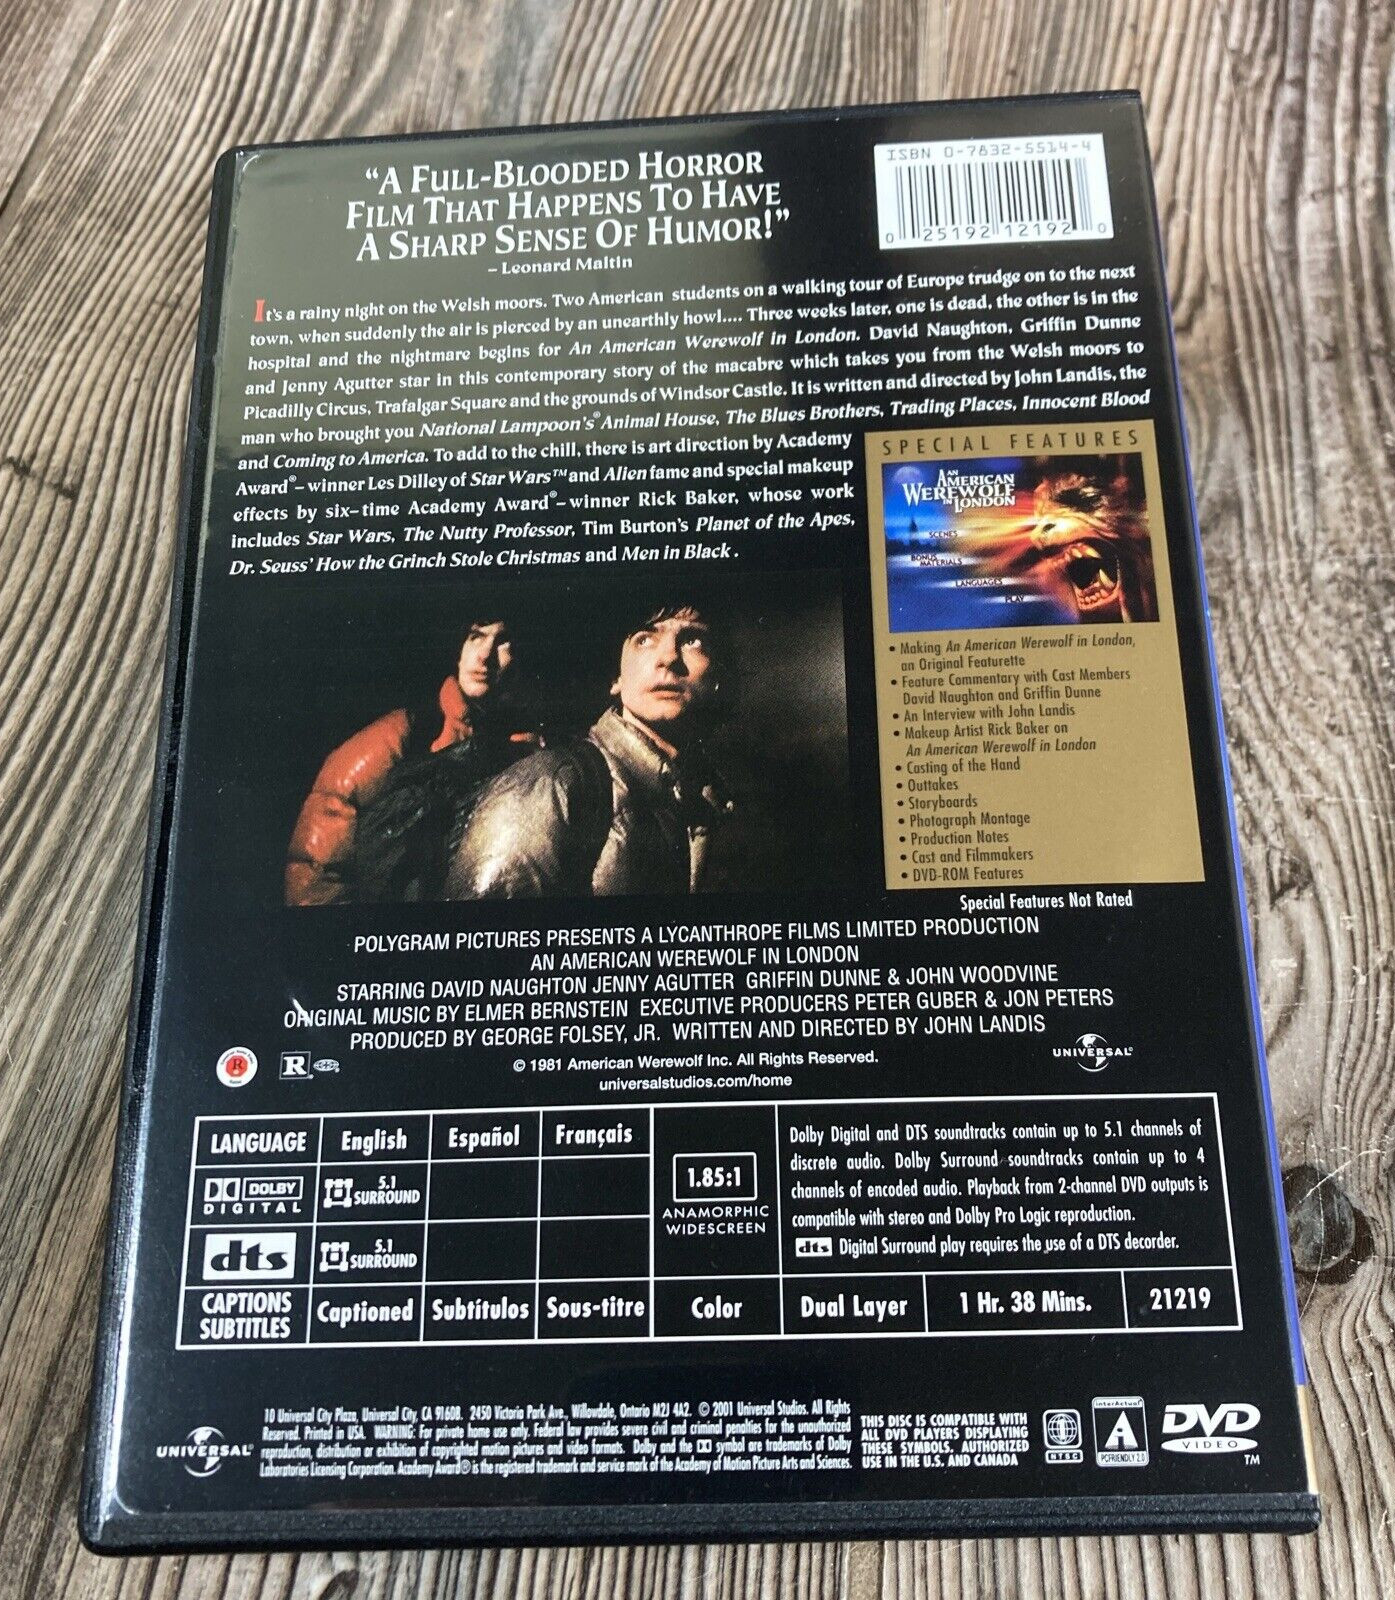 "A FULL-BLOODED HORROR
FILM THAT HAPPENS TO HAVE
A SHARP SENSE OF HUMOR!"
– Leonard Maltin
ISBN 0-7832-5514-4
0 25192 12192 0
It's a rainy night on the Welsh moors. Two American students on a walking tour of Europe trudge on to the next
town, when suddenly the air is pierced by an unearthly howl.... Three weeks later, one is dead, the other is in the
hospital and the nightmare begins for An American Werewolf in London. David Naughton, Griffin Dunne
and Jenny Agutter star in this contemporary story of the macabre which takes you from the Welsh moors to
Picadilly Circus, Trafalgar Square and the grounds of Windsor Castle. It is written and directed by John Landis, the
man who brought you National Lampoon's® Animal House, The Blues Brothers, Trading Places, Innocent Blood
and Coming to America. To add to the chill, there is art direction by Academy
Award®–winner Les Dilley of Star Wars™ and Alien fame and special makeup
effects by six–time Academy Award®–winner Rick Baker, whose work
includes Star Wars, The Nutty Professor, Tim Burton's Planet of the Apes,
Dr. Seuss' How the Grinch Stole Christmas and Men in Black.
SPECIAL FEATURES
AN
AMERICAN
WEREWOLF
IN LONDON
SCENES
BONUS
MATERIALS
LANGUAGES
PLAY
• Making An American Werewolf in London,
an Original Featurette
• Feature Commentary with Cast Members
David Naughton and Griffin Dunne
• An Interview with John Landis
• Makeup Artist Rick Baker on
An American Werewolf in London
• Casting of the Hand
• Outtakes
• Storyboards
• Photograph Montage
• Production Notes
• Cast and Filmmakers
• DVD-ROM Features
Special Features Not Rated
POLYGRAM PICTURES PRESENTS A LYCANTHROPE FILMS LIMITED PRODUCTION
AN AMERICAN WEREWOLF IN LONDON
STARRING DAVID NAUGHTON JENNY AGUTTER GRIFFIN DUNNE & JOHN WOODVINE
ORIGINAL MUSIC BY ELMER BERNSTEIN EXECUTIVE PRODUCERS PETER GUBER & JON PETERS
PRODUCED BY GEORGE FOLSEY, JR. WRITTEN AND DIRECTED BY JOHN LANDIS
R
R
© 1981 American Werewolf Inc. All Rights Reserved.
universalstudios.com/home
UNIVERSAL
LANGUAGE English Español Français
DOLBY
DIGITAL
5.1
SURROUND
dts
5.1
SURROUND
CAPTIONS
SUBTITLES
Captioned Subtítulos Sous-titre
1.85:1
ANAMORPHIC
WIDESCREEN
Dolby Digital and DTS soundtracks contain up to 5.1 channels of
discrete audio. Dolby Surround soundtracks contain up to 4
channels of encoded audio. Playback from 2-channel DVD outputs is
compatible with stereo and Dolby Pro Logic reproduction.
dts Digital Surround play requires the use of a DTS decorder.
Color Dual Layer 1 Hr. 38 Mins. 21219
UNIVERSAL
10 Universal City Plaza, Universal City, CA 91608. 2450 Victoria Park Ave., Willowdale, Ontario M2J 4A2. © 2001 Universal Studios. All Rights
Reserved. Printed in USA. WARNING: For private home use only. Federal law provides severe civil and criminal penalties for the unauthorized
reproduction, distribution or exhibition of copyrighted motion pictures and video formats. Dolby and the DD symbol are trademarks of Dolby
Laboratories Licensing Corporation. Academy Award® is the registered trademark and service mark of the Academy of Motion Picture Arts and Sciences.
THIS DISC IS COMPATIBLE WITH
ALL DVD PLAYERS DISPLAYING
THESE SYMBOLS. AUTHORIZED
USE IN THE U.S. AND CANADA
NTSC
InterActual
PCFRIENDLY 2.0
DVD
VIDEO
TM